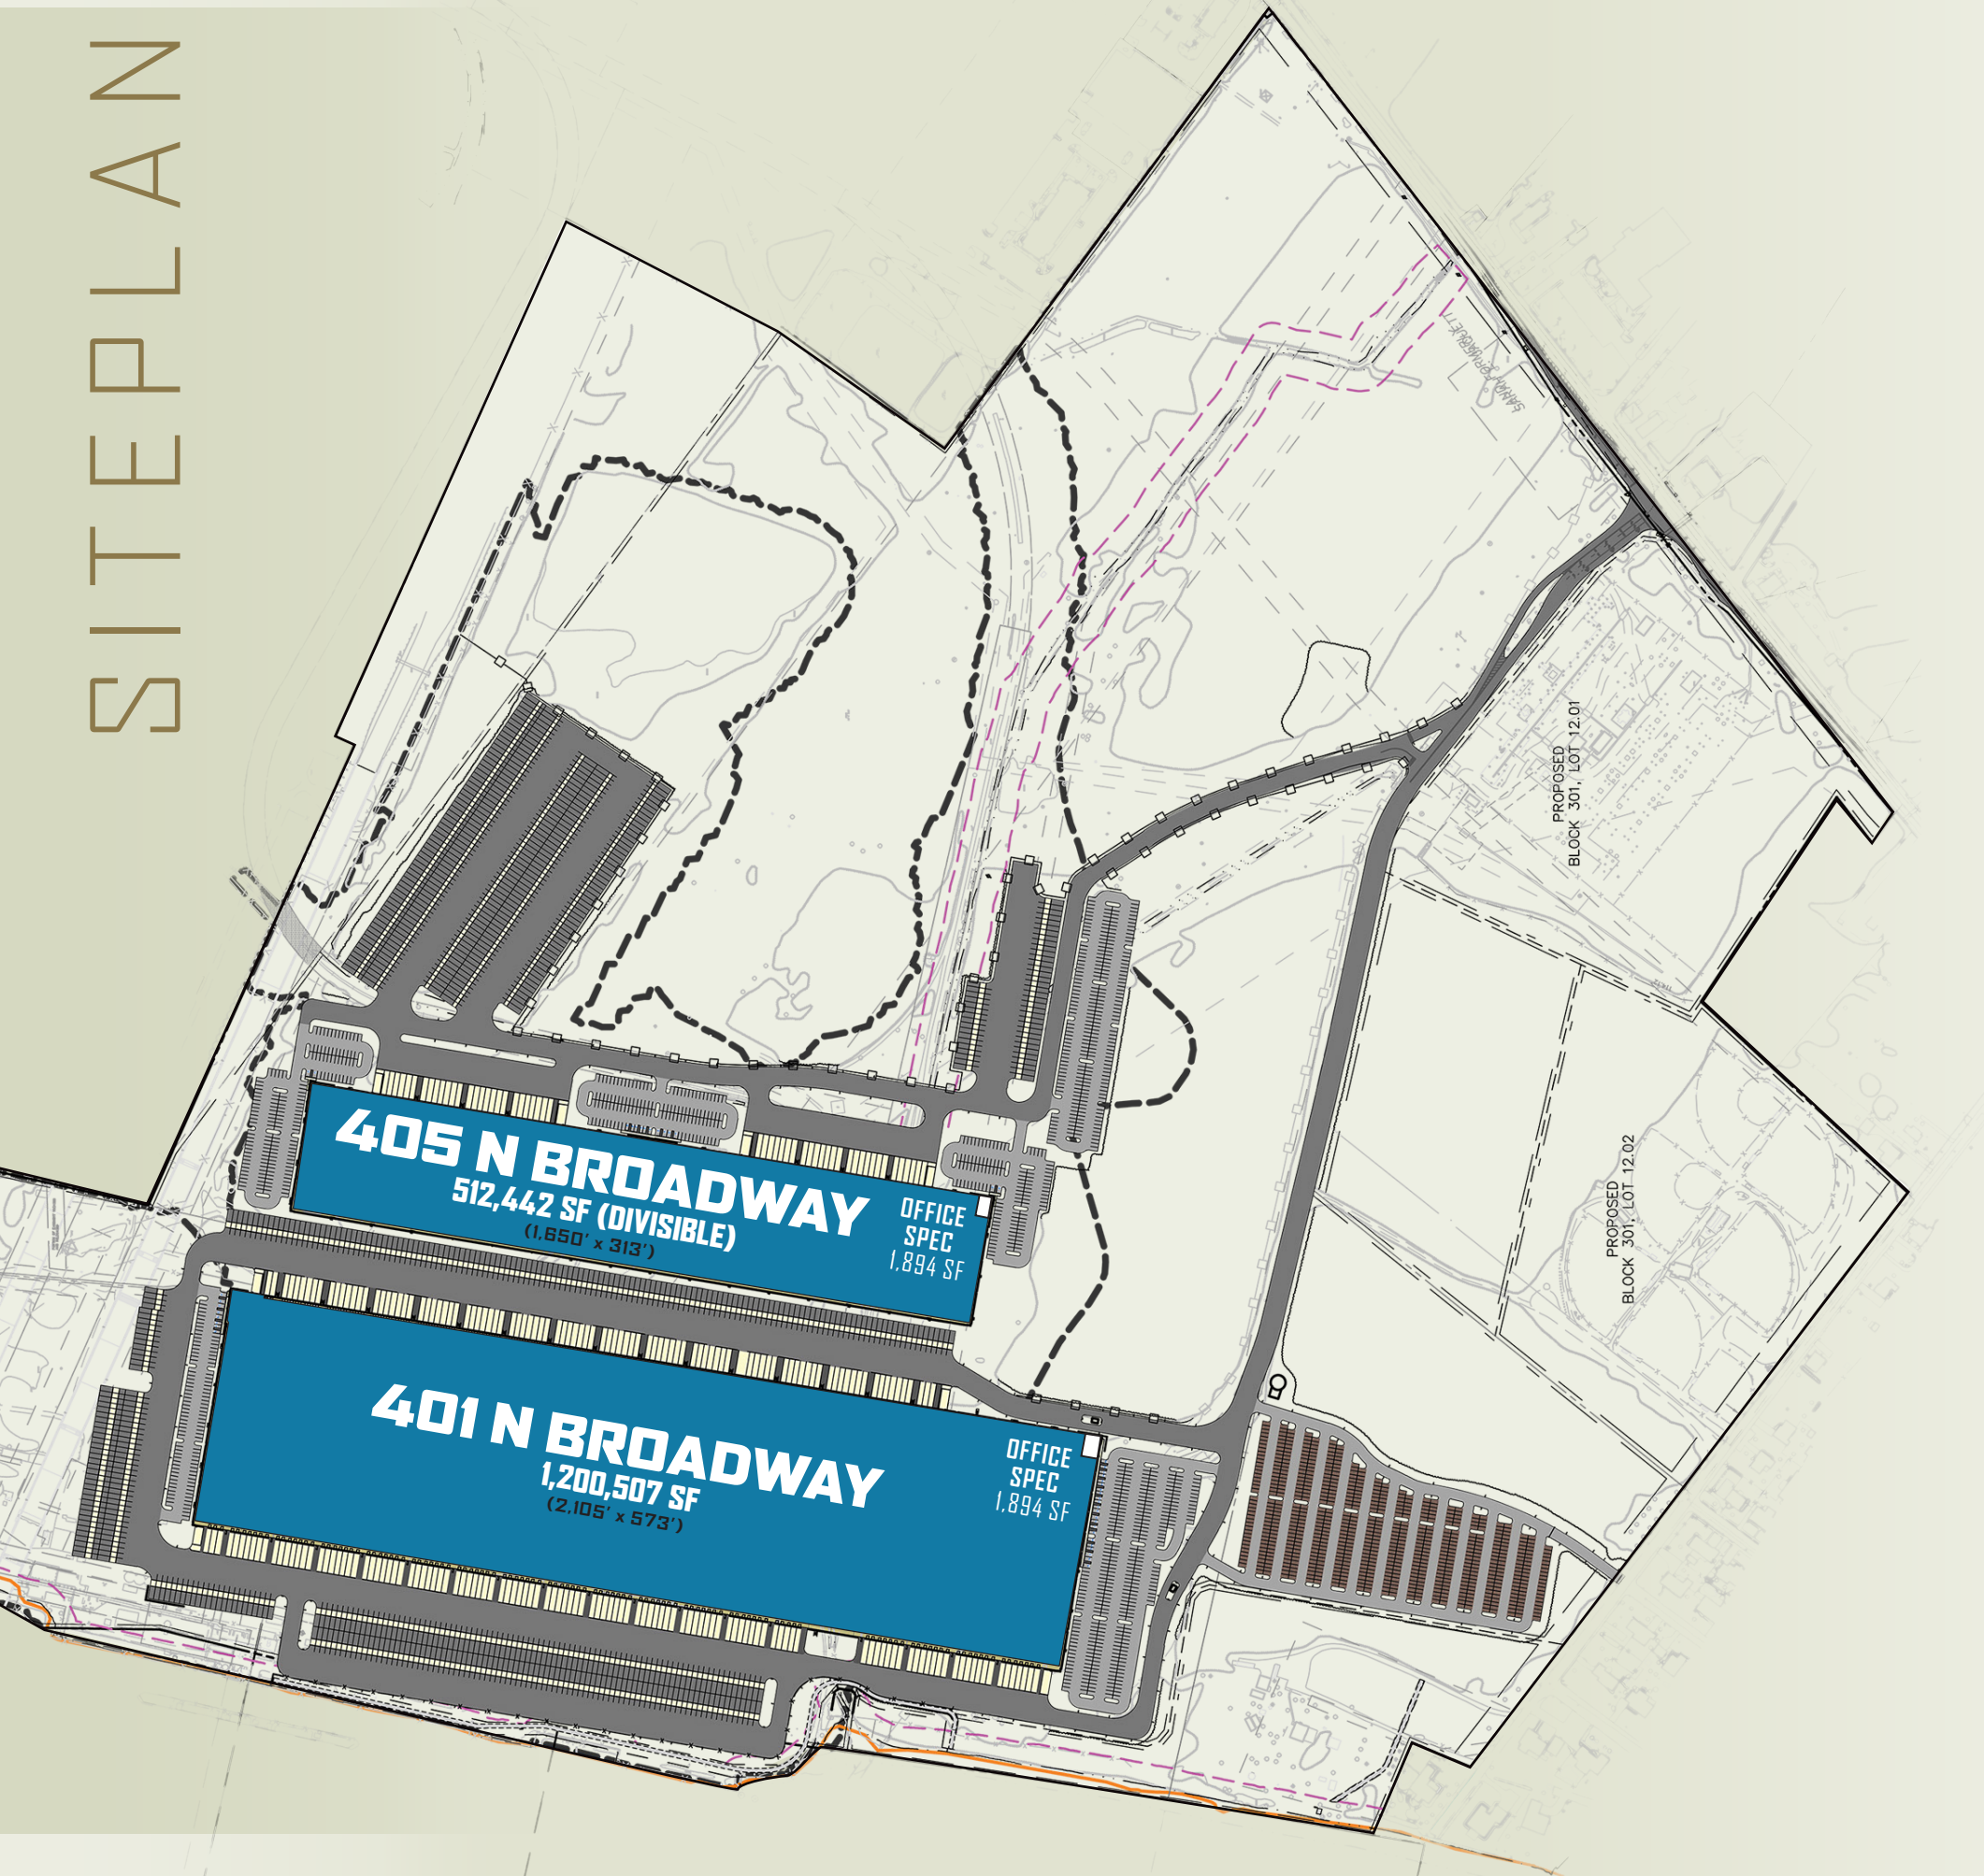 SITE PLAN
405 N BROADWAY
512,442 SF (DIVISIBLE)
(1,650' x 313')
OFFICE
SPEC
1,894 SF
401 N BROADWAY
1,200,507 SF
(2,105' x 573')
OFFICE
SPEC
1,894 SF
PROPOSED
BLOCK 301, LOT 12.01
PROPOSED
BLOCK 301, LOT 12.02